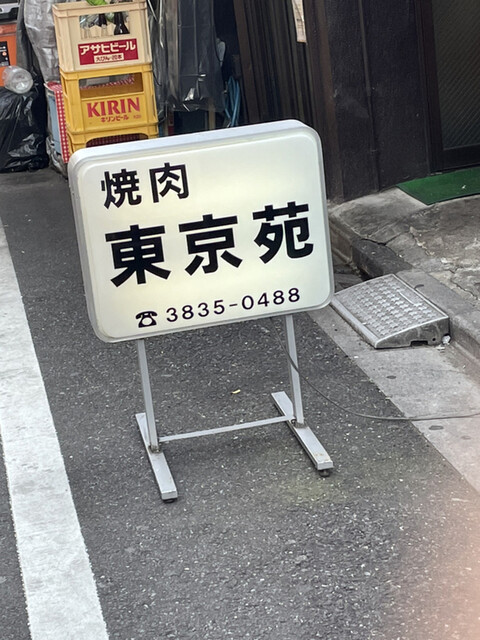 アサヒビール
KIRIN
キリンビール
焼肉
東京苑
☎ 3835-0488